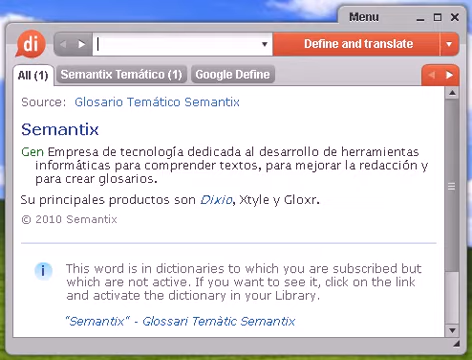 Menu
di
Define and translate
All (1)
Semantix Temático (1)
Google Define
Source: Glosario Temático Semantix
Semantix
Gen Empresa de tecnología dedicada al desarrollo de herramientas
informáticas para comprender textos, para mejorar la redacción y
para crear glosarios.
Su principales productos son Dixio, Xtyle y Gloxr.
© 2010 Semantix
i
This word is in dictionaries to which you are subscribed but
which are not active. If you want to see it, click on the link
and activate the dictionary in your Library.
"Semantix" - Glossari Temàtic Semantix